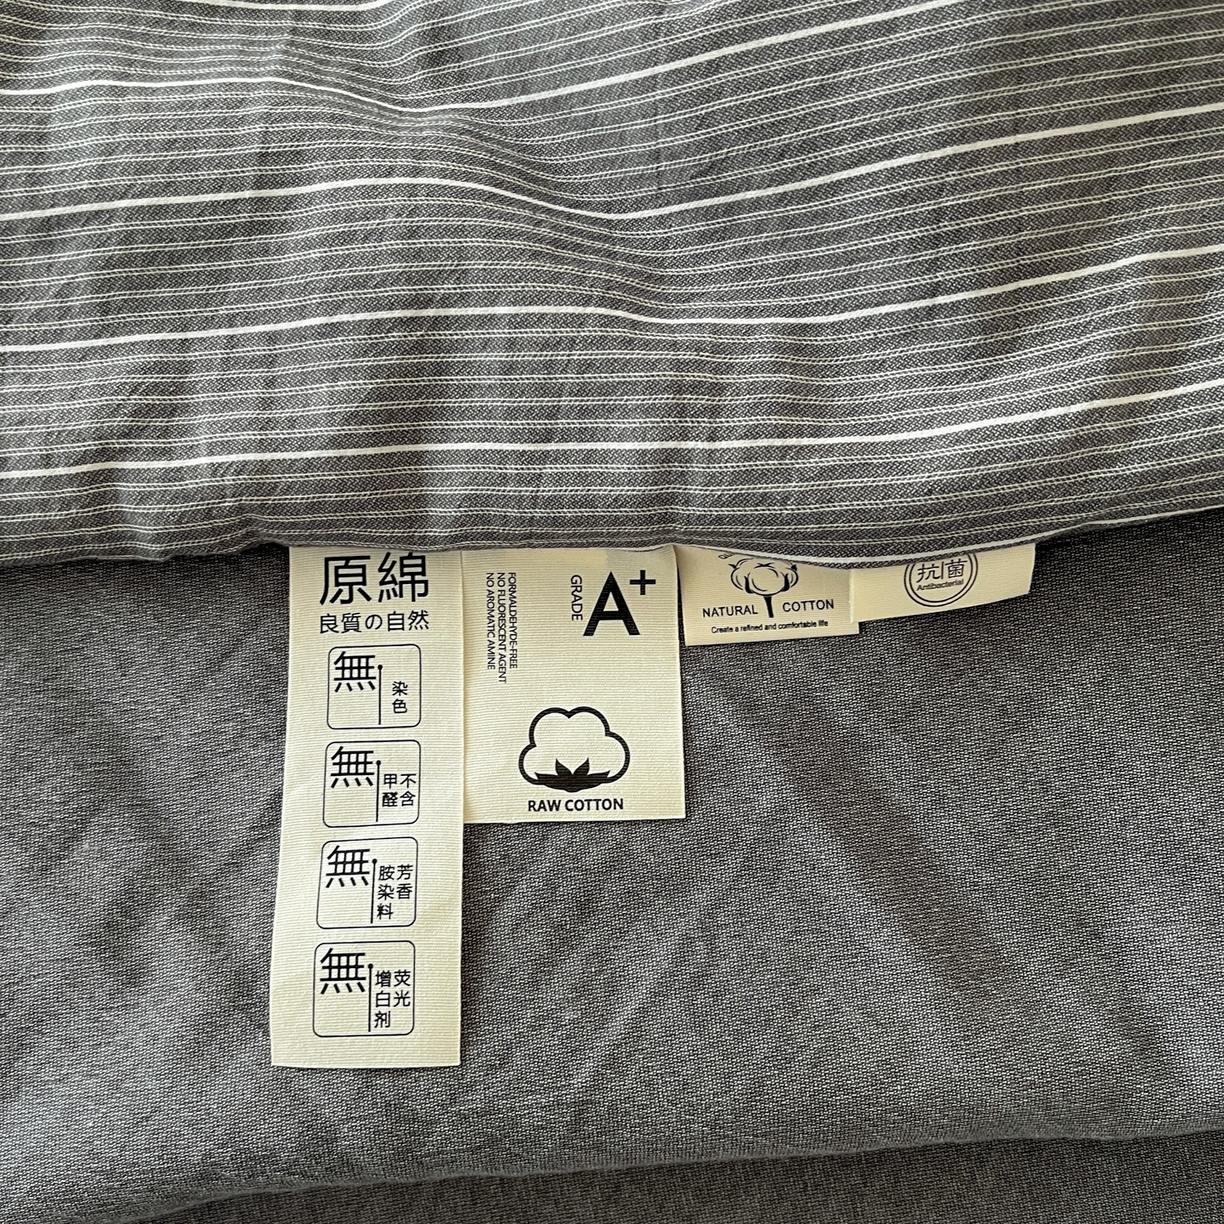 原綿
良質の自然
無 染色
無 不含甲醛
無 芳香胺染料
無 荧光增白剂
FORMALDEHYDE-FREE
NO FLUORESCENT AGENT
NO AROMATIC AMINE
GRADE A+
RAW COTTON
NATURAL COTTON
Create a refined and comfortable life
抗菌
Antibacterial